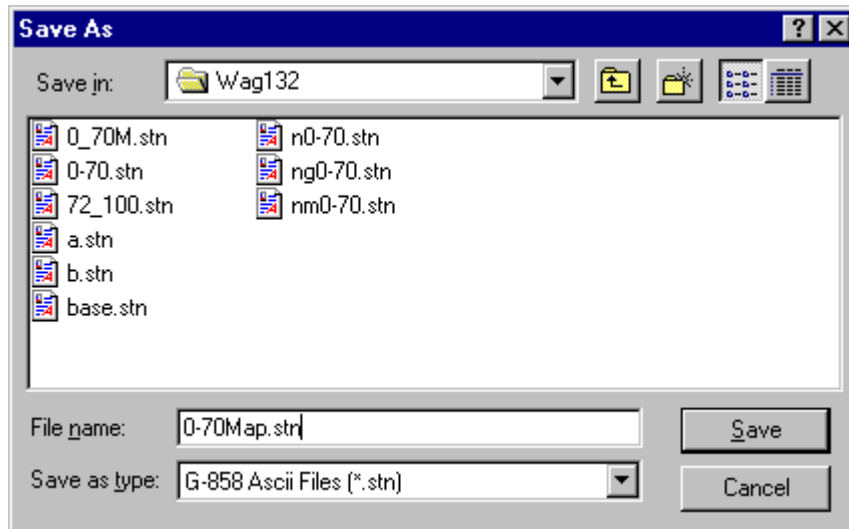 Save As
Save in: Wag132
0_70M.stn
0-70.stn
72_100.stn
a.stn
b.stn
base.stn
n0-70.stn
ng0-70.stn
nm0-70.stn
File name: 0-70Map.stn Save
Save as type: G-858 Ascii Files (*.stn) Cancel